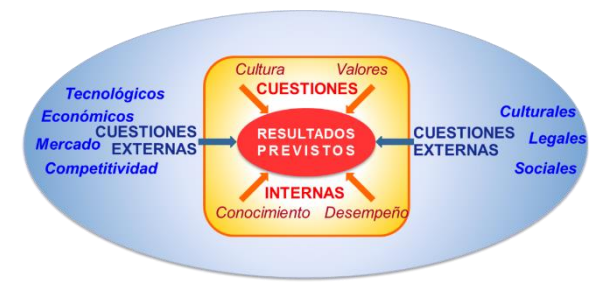 Cultura Valores
CUESTIONES
Tecnológicos
Económicos
CUESTIONES
Mercado EXTERNAS
Competitividad
RESULTADOS
PREVISTOS
CUESTIONES
EXTERNAS
Culturales
Legales
Sociales
INTERNAS
Conocimiento Desempeño